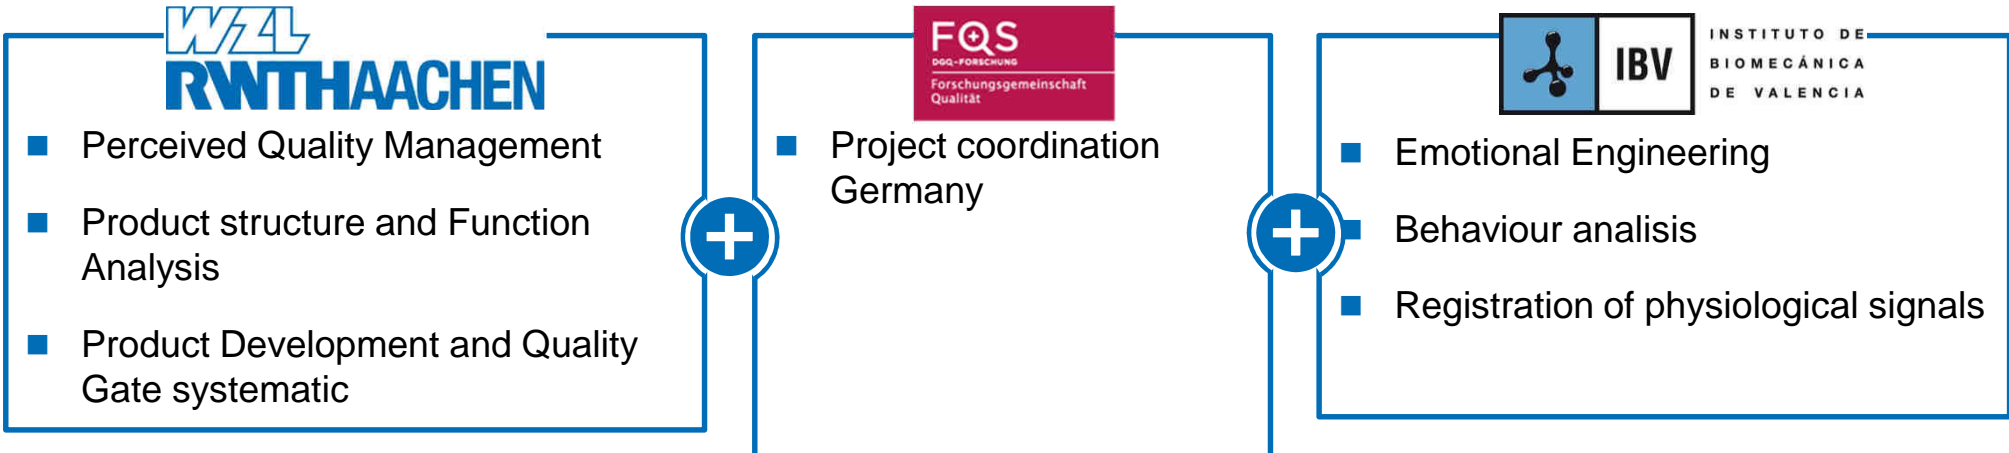 WZL
RWTHAACHEN
Perceived Quality Management
Product structure and Function
Analysis
Product Development and Quality
Gate systematic
FQS
DGQ-FORSCHUNG
Forschungsgemeinschaft
Qualität
Project coordination
Germany
IBV
INSTITUTO DE
BIOMECÁNICA
DE VALENCIA
Emotional Engineering
Behaviour analisis
Registration of physiological signals